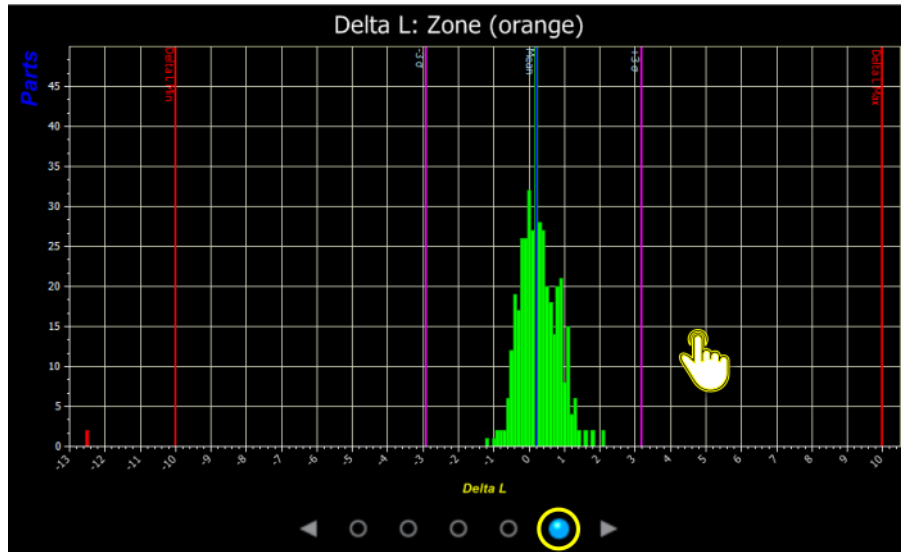 Delta L: Zone (orange)
Parts
Delta L Min
-3 σ
Mean
+3 σ
Delta L Max
45
40
35
30
25
20
15
10
5
0
-13 -12 -11 -10 -9 -8 -7 -6 -5 -4 -3 -2 -1 0 1 2 3 4 5 6 7 8 9 10
Delta L